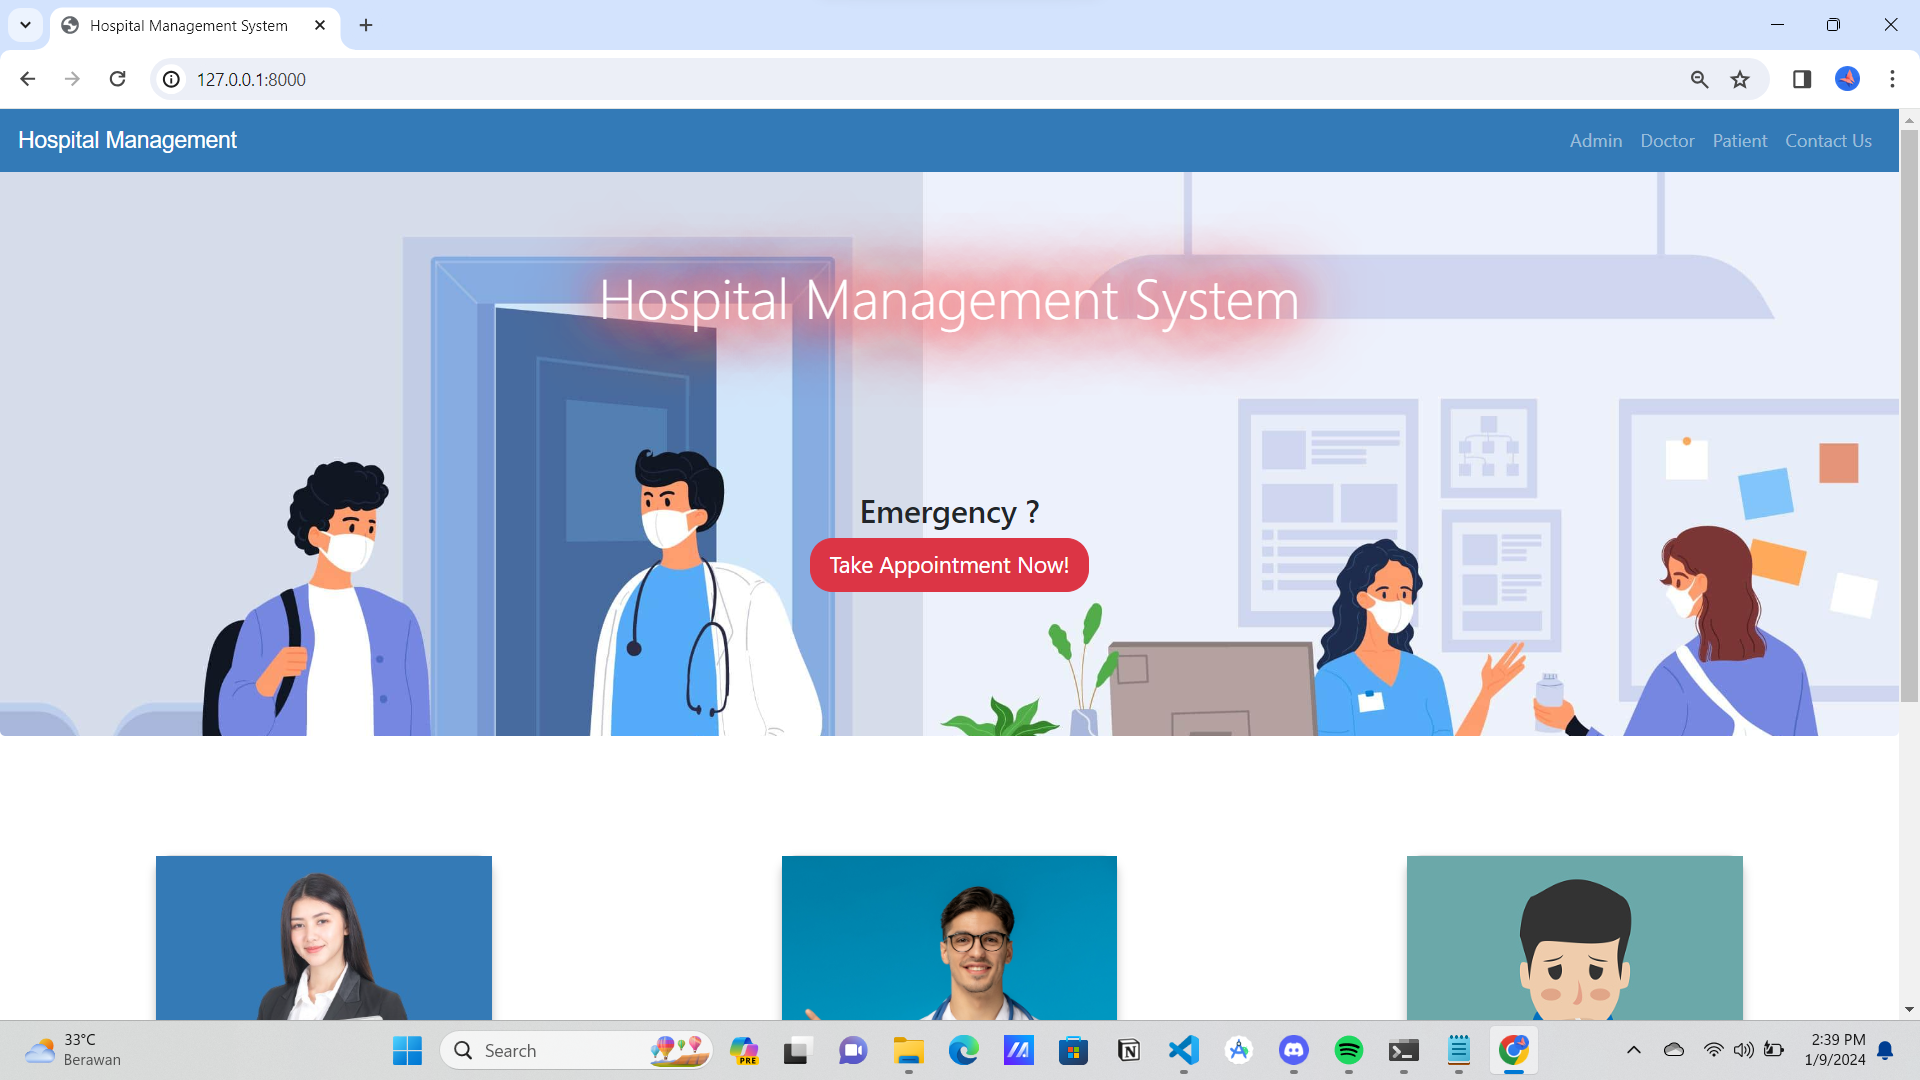 Hospital Management System
127.0.0.1:8000
Hospital Management
Admin Doctor Patient Contact Us
Hospital Management System
Emergency ?
Take Appointment Now!
33°C
Berawan
Search
PRE
2:39 PM
1/9/2024